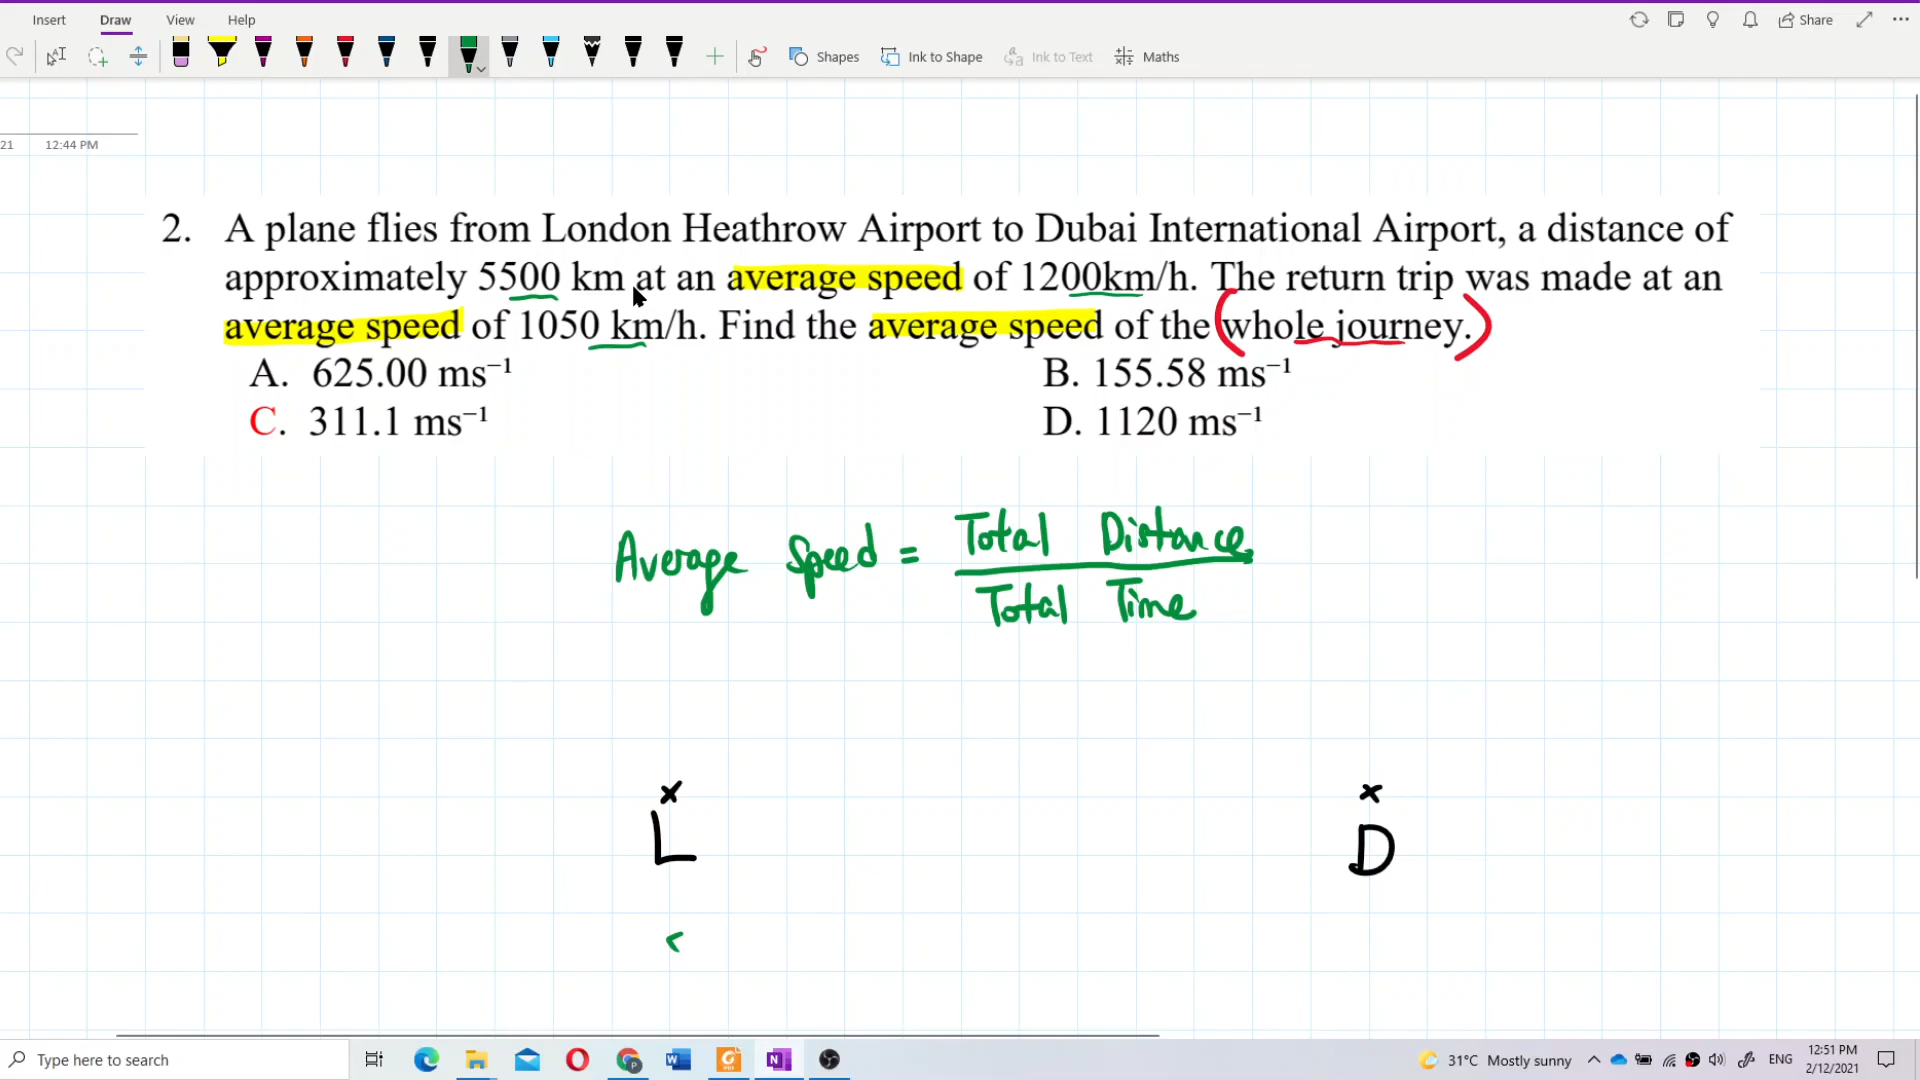 Insert Draw View Help
Share
Shapes Ink to Shape Ink to Text Maths
21 12:44 PM
2. A plane flies from London Heathrow Airport to Dubai International Airport, a distance of
approximately 5500 km at an average speed of 1200km/h. The return trip was made at an
average speed of 1050 km/h. Find the average speed of the (whole journey.)
A. 625.00 ms⁻¹ B. 155.58 ms⁻¹
C. 311.1 ms⁻¹ D. 1120 ms⁻¹
Average Speed = Total Distance
Total Time
x x
L D
<
Type here to search
31°C Mostly sunny ENG 12:51 PM
2/12/2021